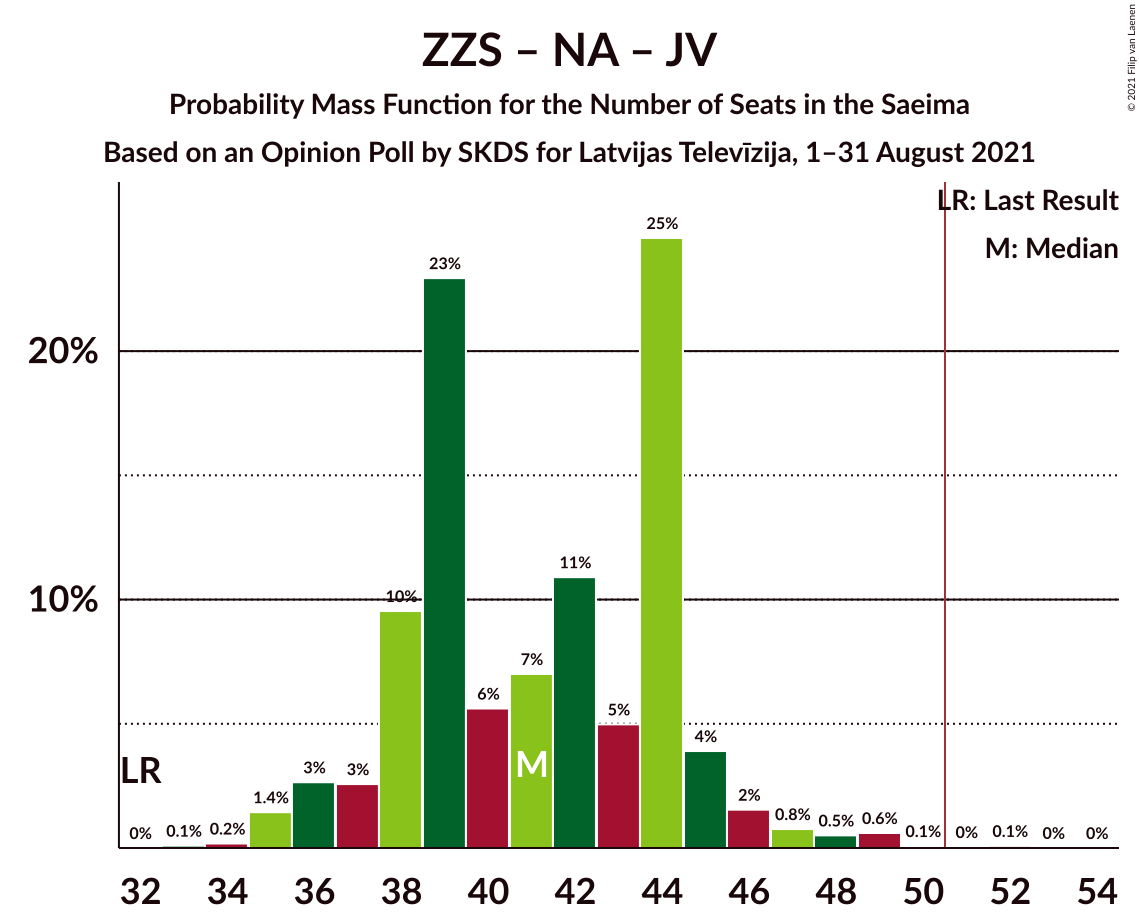 ZZS – NA – JV
Probability Mass Function for the Number of Seats in the Saeima
Based on an Opinion Poll by SKDS for Latvijas Televīzija, 1–31 August 2021
© 2021 Filip van Laenen
LR: Last Result
M: Median
25%
23%
20%
11%
10%
10%
7%
6%
5%
4%
M
LR
3%
3%
2%
1.4%
0%
0.1%
0.2%
0.8%
0.5%
0.6%
0.1%
0%
0.1%
0%
0%
32 34 36 38 40 42 44 46 48 50 52 54